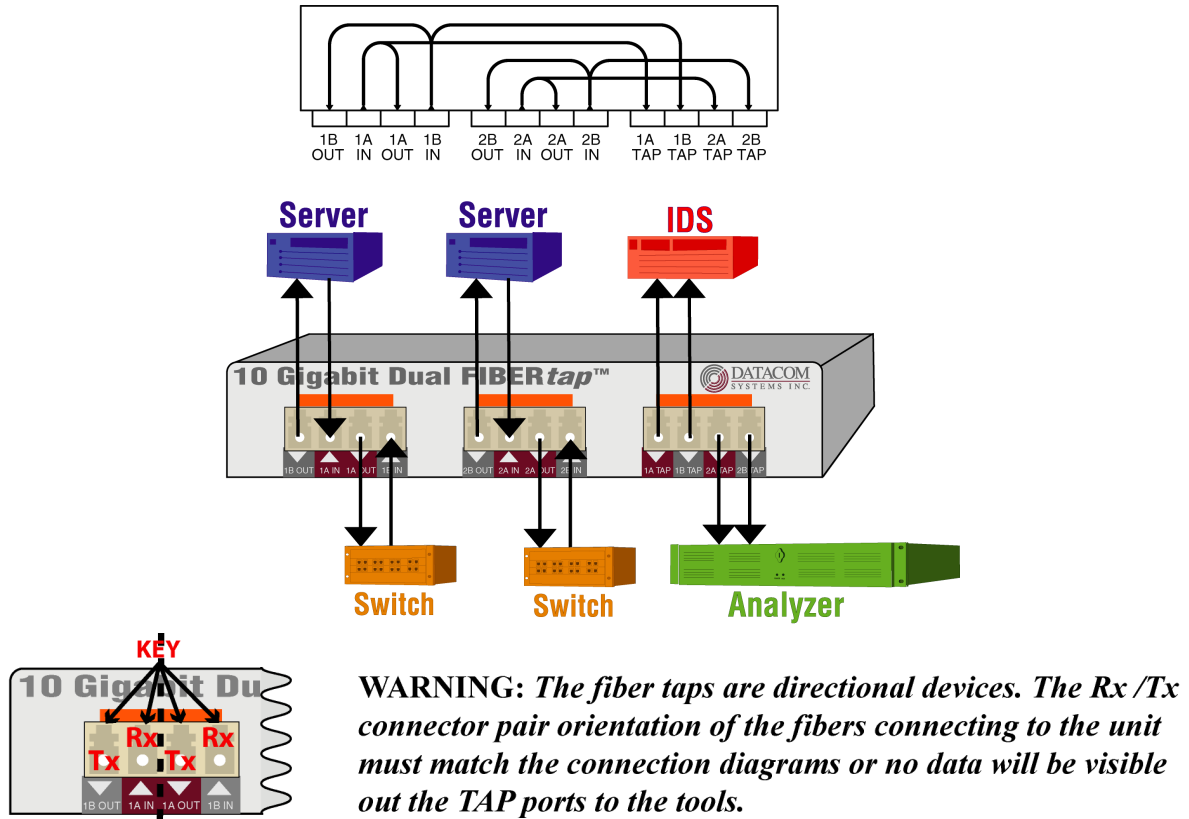 1B 1A 1A 1B 2B 2A 2A 2B 1A 1B 2A 2B
OUT IN OUT IN OUT IN OUT IN TAP TAP TAP TAP
Server Server IDS
10 Gigabit Dual FIBERtap™ DATACOM
SYSTEMS INC.
1B OUT 1A IN 1A OUT 1B IN 2B OUT 2A IN 2A OUT 2B IN 1A TAP 1B TAP 2A TAP 2B TAP
Switch Switch Analyzer
KEY
10 Gigabit Du
Rx Rx
Tx Tx
1B OUT 1A IN 1A OUT 1B IN
WARNING: The fiber taps are directional devices. The Rx /Tx
connector pair orientation of the fibers connecting to the unit
must match the connection diagrams or no data will be visible
out the TAP ports to the tools.